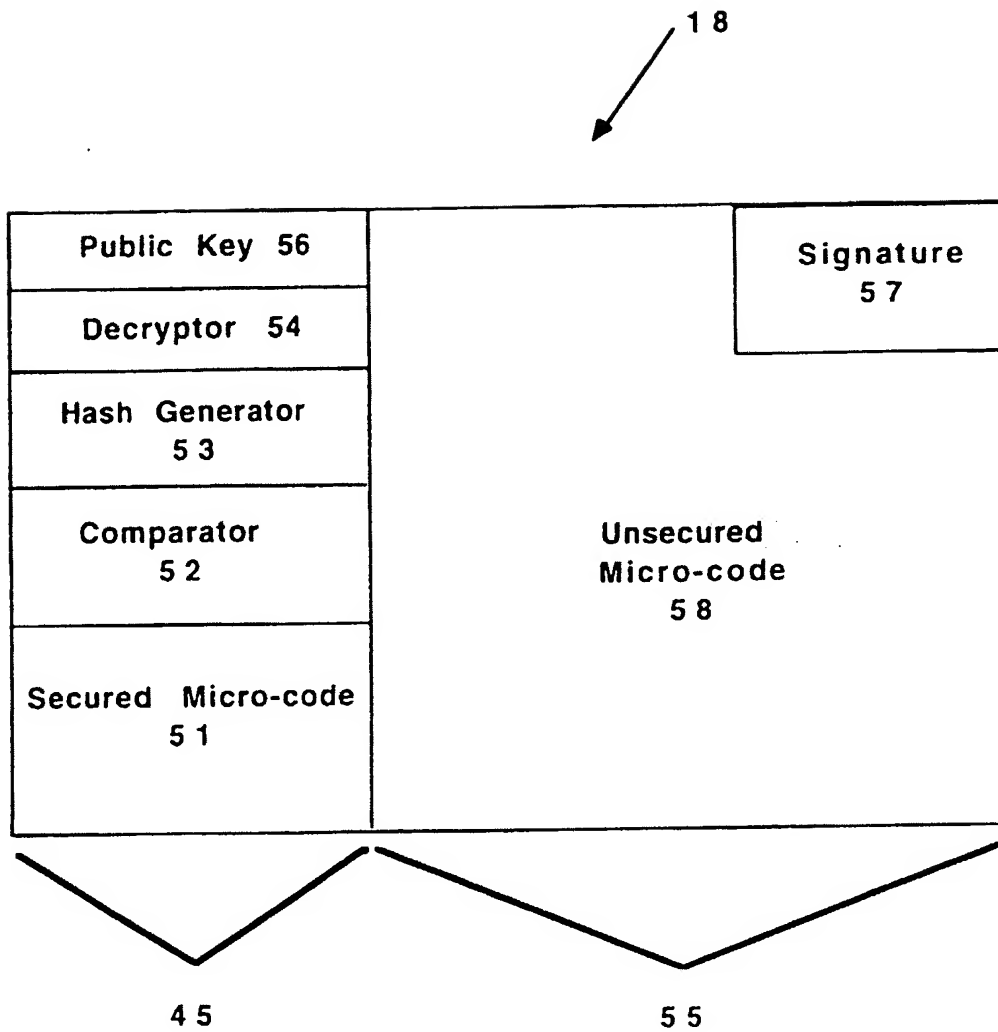 18
Public Key 56
Decryptor 54
Hash Generator
53
Comparator
52
Secured Micro-code
51
Signature
57
Unsecured
Micro-code
58
45
55